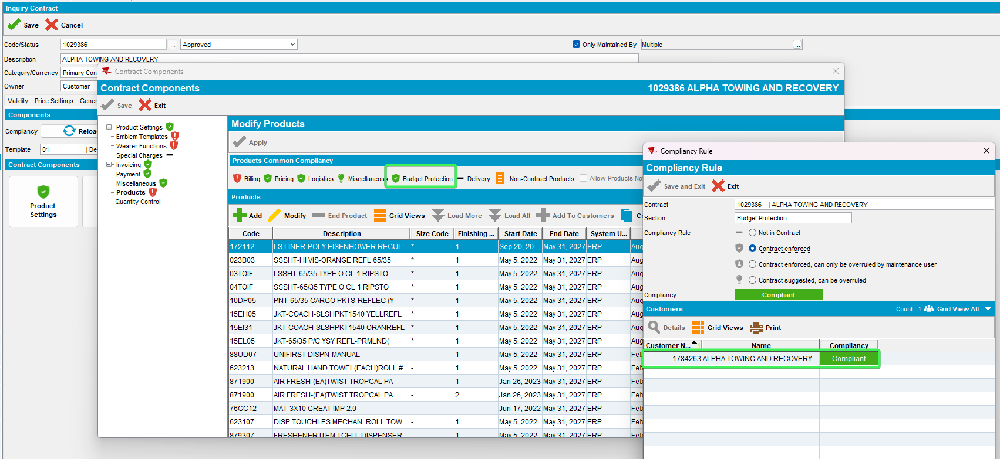 Inquiry Contract
Save Cancel
Code/Status 1029386 ... Approved Only Maintained By Multiple ...
Description ALPHA TOWING AND RECOVERY
Category/Currency Primary Con
Owner Customer
Validity Price Settings Gener
Components
Compliancy Reloa
Template 01 | De
Contract Components
Product
Settings
Contract Components
Contract Components 1029386 ALPHA TOWING AND RECOVERY
Save Exit
Product Settings
Emblem Templates
Wearer Functions
Special Charges
Invoicing
Payment
Miscellaneous
Products
Quantity Control
Modify Products
Apply
Products Common Compliancy
Billing Pricing Logistics Miscellaneous Budget Protection Delivery Non-Contract Products Allow Products No
Products
Add Modify End Product Grid Views Load More Load All Add To Customers C
Code Description Size Code Finishing ... Start Date End Date System U...
172112 LS LINER-POLY EISENHOWER REGUL * 1 Sep 20, 20... May 31, 2027 ERP Aug
023B03 SSSHT-HI VIS-ORANGE REFL 65/35 * 1 May 5, 2022 May 31, 2027 ERP Aug
03TOIF LSSHT-65/35 TYPE O CL 1 RIPSTO * 1 May 5, 2022 May 31, 2027 ERP Aug
04TOIF SSSHT-65/35 TYPE O CL 1 RIPSTO * 1 May 5, 2022 May 31, 2027 ERP Aug
10DP05 PNT-65/35 CARGO PKTS-REFLEC (Y * 1 May 5, 2022 May 31, 2027 ERP Aug
15EH05 JKT-COACH-SLSHPKT1540 YELLREFL * 1 May 5, 2022 May 31, 2027 ERP Aug
15EI31 JKT-COACH-SLSHPKT1540 ORANREFL * 1 May 5, 2022 May 31, 2027 ERP Aug
15EL05 JKT-65/35 P/C YSY REFL-PRMLND( * 1 May 5, 2022 May 31, 2027 ERP Aug
88UD07 UNIFIRST DISPN-MANUAL - 1 May 5, 2022 May 31, 2027 ERP Feb
623213 NATURAL HAND TOWEL(EACH)ROLL # - 1 May 5, 2022 May 31, 2027 ERP Feb
871900 AIR FRESH-(EA)TWIST TROPCAL PA - 1 Jan 26, 2023 May 31, 2027 ERP Feb
871900 AIR FRESH-(EA)TWIST TROPCAL PA - 2 Jan 26, 2023 May 31, 2027 ERP Feb
76GC12 MAT-3X10 GREAT IMP 2.0 - - Jun 17, 2022 May 31, 2027 ERP Feb
623107 DISP.TOUCHLES MECHAN. ROLL TOW - 1 May 5, 2022 May 31, 2027 ERP Feb
879307 FRESHENER ITEM TCELL DISPENSER - 1 May 5, 2022 May 31, 2027 ERP Feb
Compliancy Rule
Compliancy Rule
Save and Exit Exit
Contract 1029386 | ALPHA TOWING AND RECOVERY
Section Budget Protection
Compliancy Rule Not in Contract
Contract enforced
Contract enforced, can only be overruled by maintenance user
Contract suggested, can be overruled
Compliancy Compliant
Customers Count : 1 Grid View All
Details Grid Views Print
Customer N... 1 Name Compliancy
1784263 ALPHA TOWING AND RECOVERY Compliant